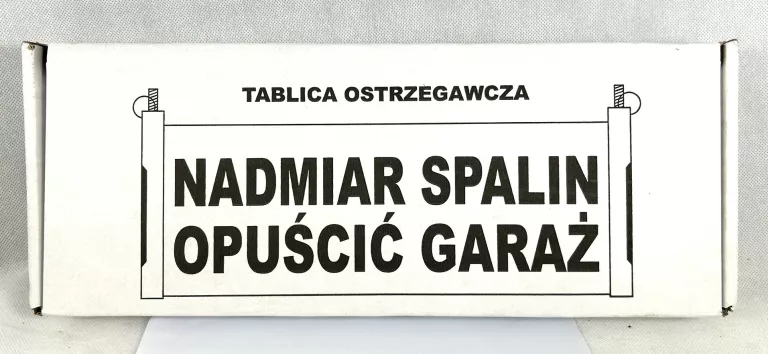 TABLICA OSTRZEGAWCZA
NADMIAR SPALIN
OPUŚCIĆ GARAŻ